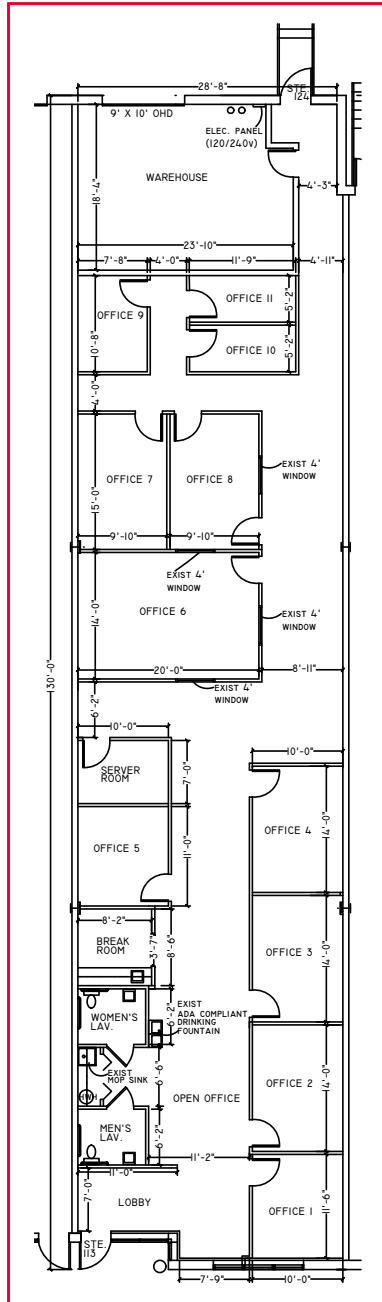 28'-8"
STE. 124
9' X 10' OHD
ELEC. PANEL
(120/240v)
WAREHOUSE
18'-4"
4'-3"
23'-10"
7'-8"
4'-0"
11'-9"
4'-11"
OFFICE 9
OFFICE 11
5'-2"
10'-8"
OFFICE 10
5'-2"
4'-0"
OFFICE 7
OFFICE 8
EXIST 4'
WINDOW
15'-0"
9'-10"
9'-10"
EXIST 4'
WINDOW
OFFICE 6
14'-0"
EXIST 4'
WINDOW
20'-0"
8'-11"
EXIST 4'
WINDOW
130'-0"
6'-2"
10'-0"
10'-0"
SERVER
ROOM
7'-0"
OFFICE 4
14'-0"
OFFICE 5
11'-0"
8'-2"
BREAK
ROOM
3'-7"
8'-6"
OFFICE 3
14'-0"
WOMEN'S
LAV.
EXIST
ADA COMPLIANT
DRINKING
FOUNTAIN
6'-2"
EXIST
MOP SINK
HWH
6'-6"
OFFICE 2
14'-0"
OPEN OFFICE
MEN'S
LAV.
6'-2"
11'-0"
11'-2"
7'-0"
LOBBY
OFFICE 1
11'-6"
STE.
113
7'-9"
10'-0"